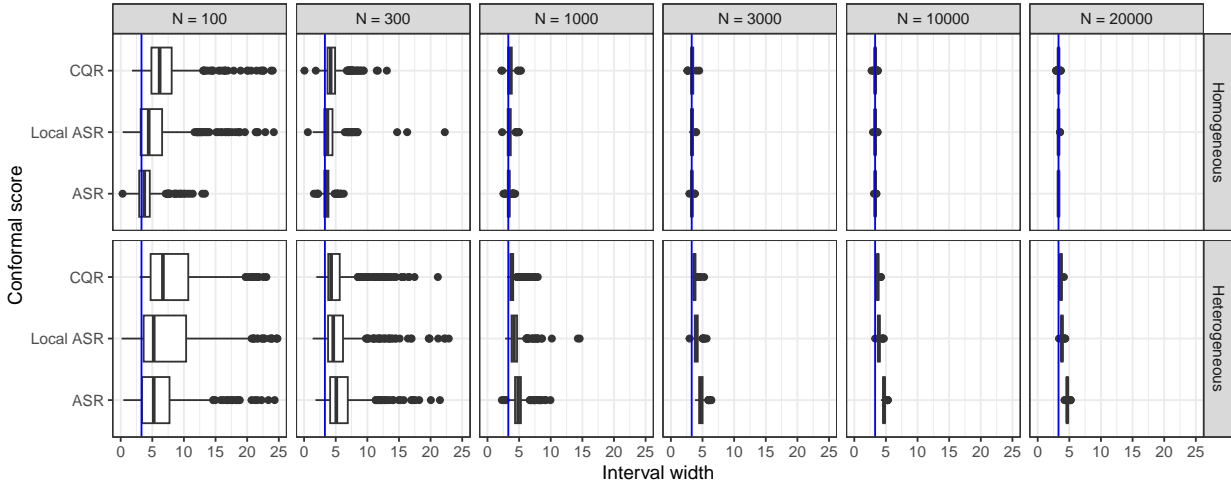 N = 100 N = 300 N = 1000 N = 3000 N = 10000 N = 20000
CQR
Local ASR
ASR
Homogeneous
CQR
Local ASR
ASR
Heterogeneous
Conformal score
0 5 10 15 20 25 0 5 10 15 20 25 0 5 10 15 20 25 0 5 10 15 20 25 0 5 10 15 20 25 0 5 10 15 20 25
Interval width